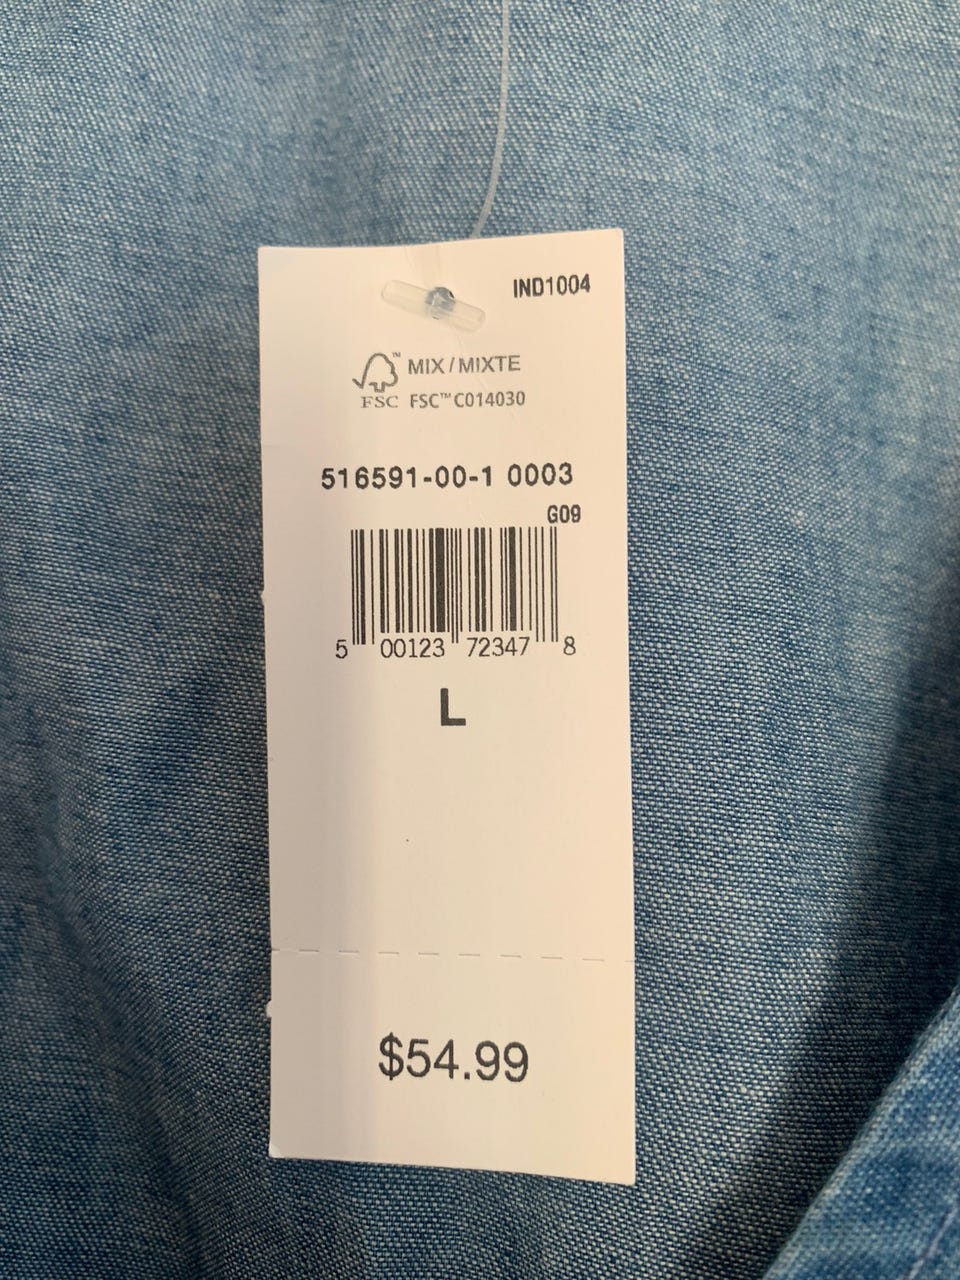 IND1004
MIX / MIXTE
FSC FSC™ C014030
516591-00-1 0003
G09
5 00123 72347 8
L
$54.99